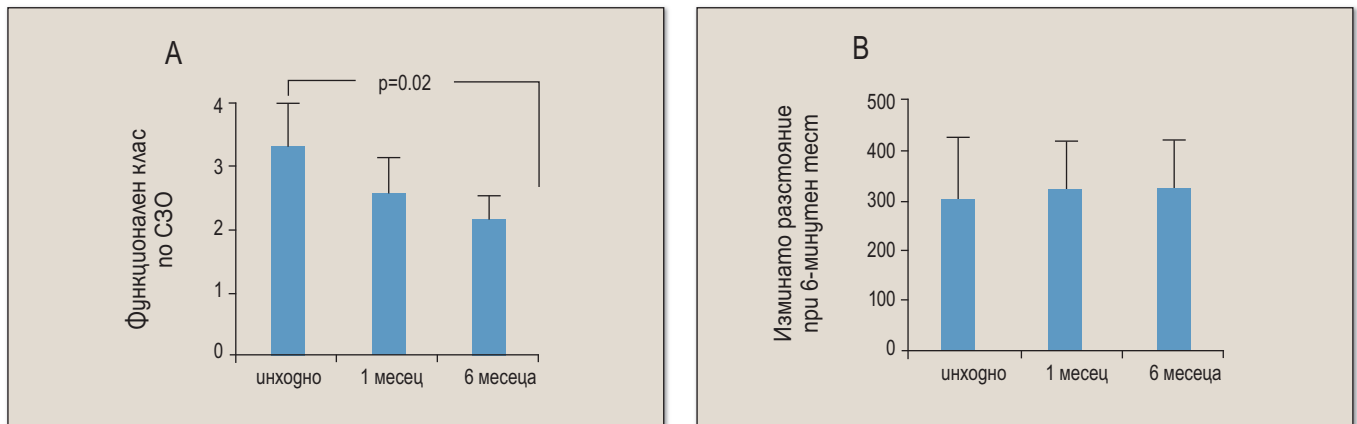 A
p=0.02
4
3
2
1
0
Функционален клас
по СЗО
инходно
1 месец
6 месеца
B
500
400
300
200
100
0
Изминато разстояние
при 6-минутен тест
инходно
1 месец
6 месеца